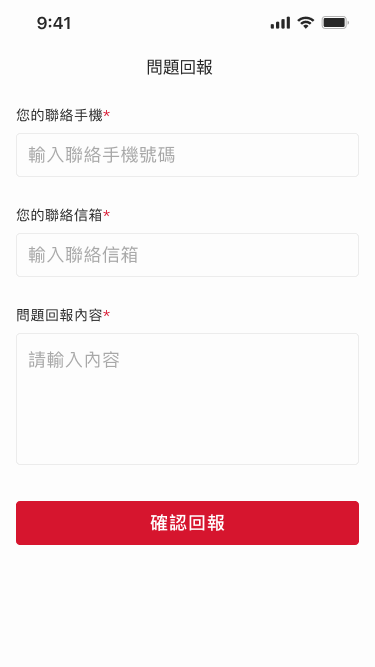 9:41
問題回報
您的聯絡手機*
輸入聯絡手機號碼
您的聯絡信箱*
輸入聯絡信箱
問題回報內容*
請輸入內容
確認回報